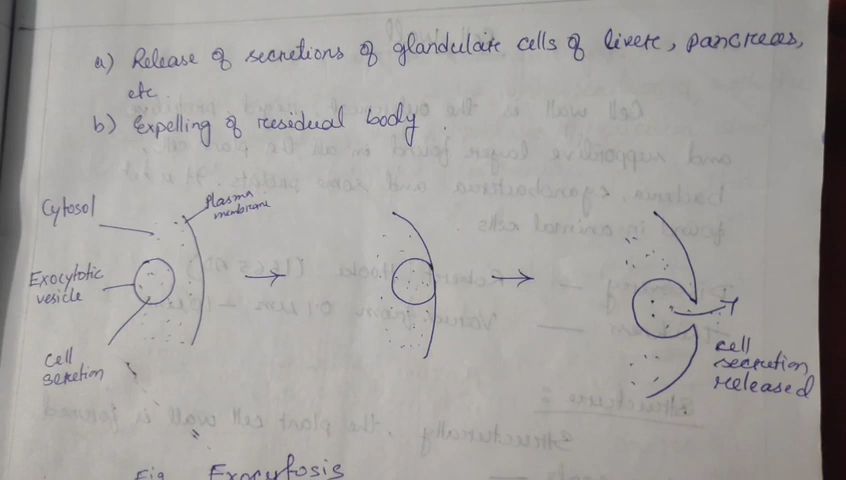 a) Release of secretions of glandulare cells of livere, pancreas,
etc
b) Expelling of residual body
Cytosol
Plasma
membrane
Exocytotic
vesicle
Cell
secretion
cell
secretion
released
Fig Exocytosis